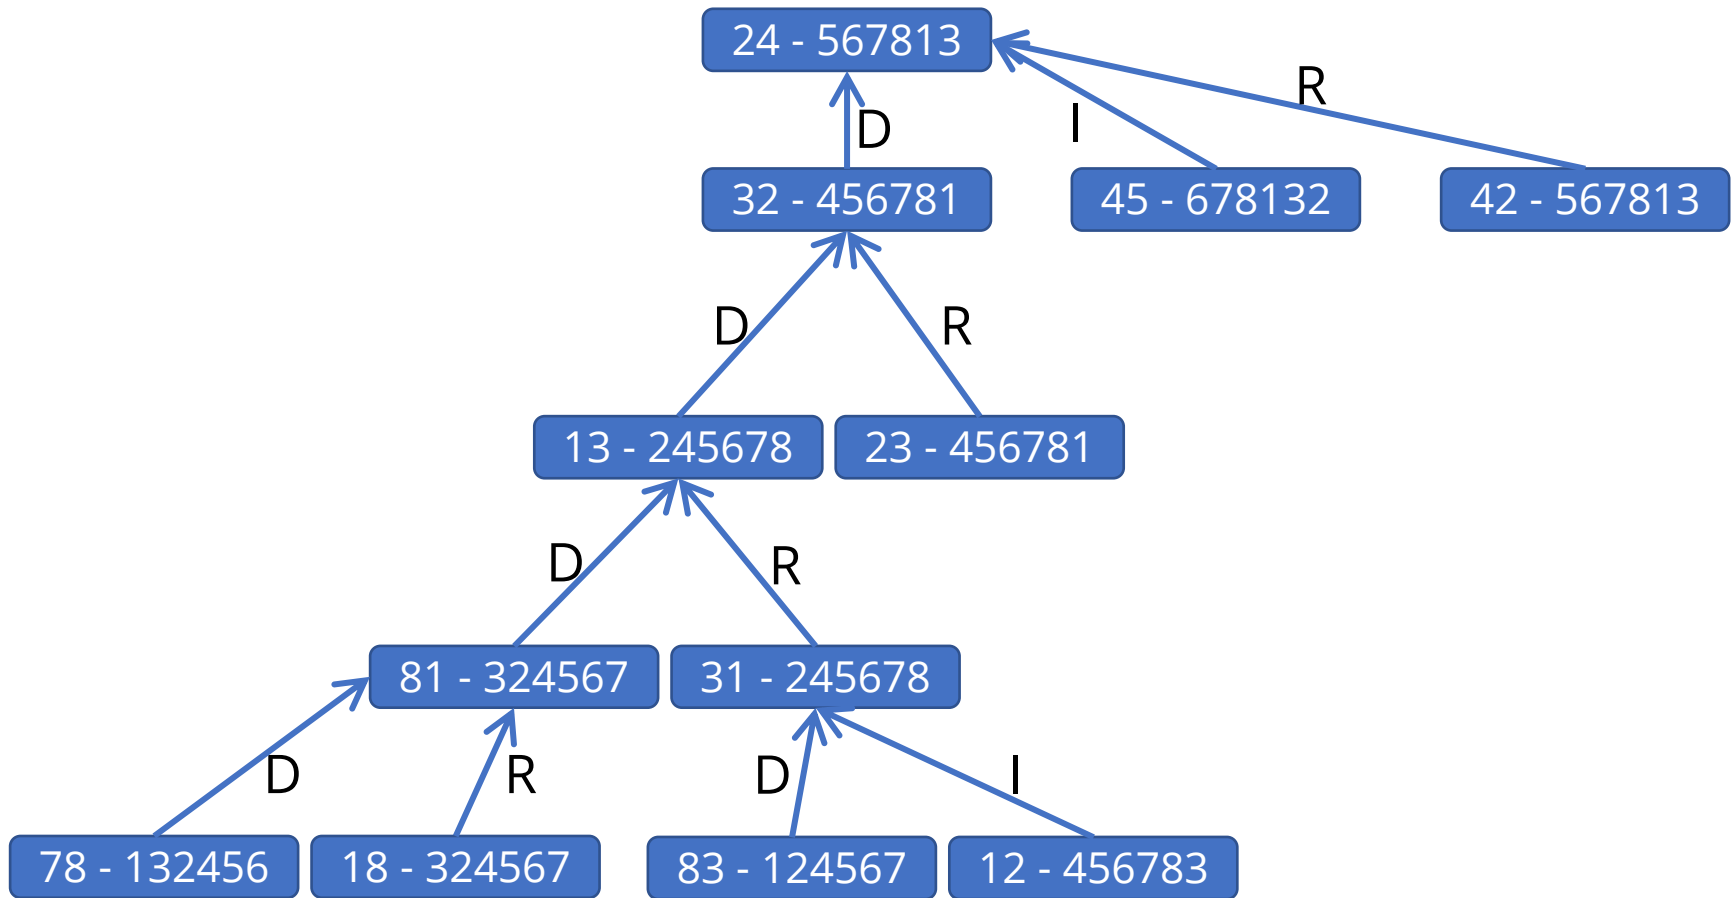 24 - 567813
R
I
D
32 - 456781
45 - 678132
42 - 567813
D
R
13 - 245678
23 - 456781
D
R
81 - 324567
31 - 245678
D
R
D
I
78 - 132456
18 - 324567
83 - 124567
12 - 456783